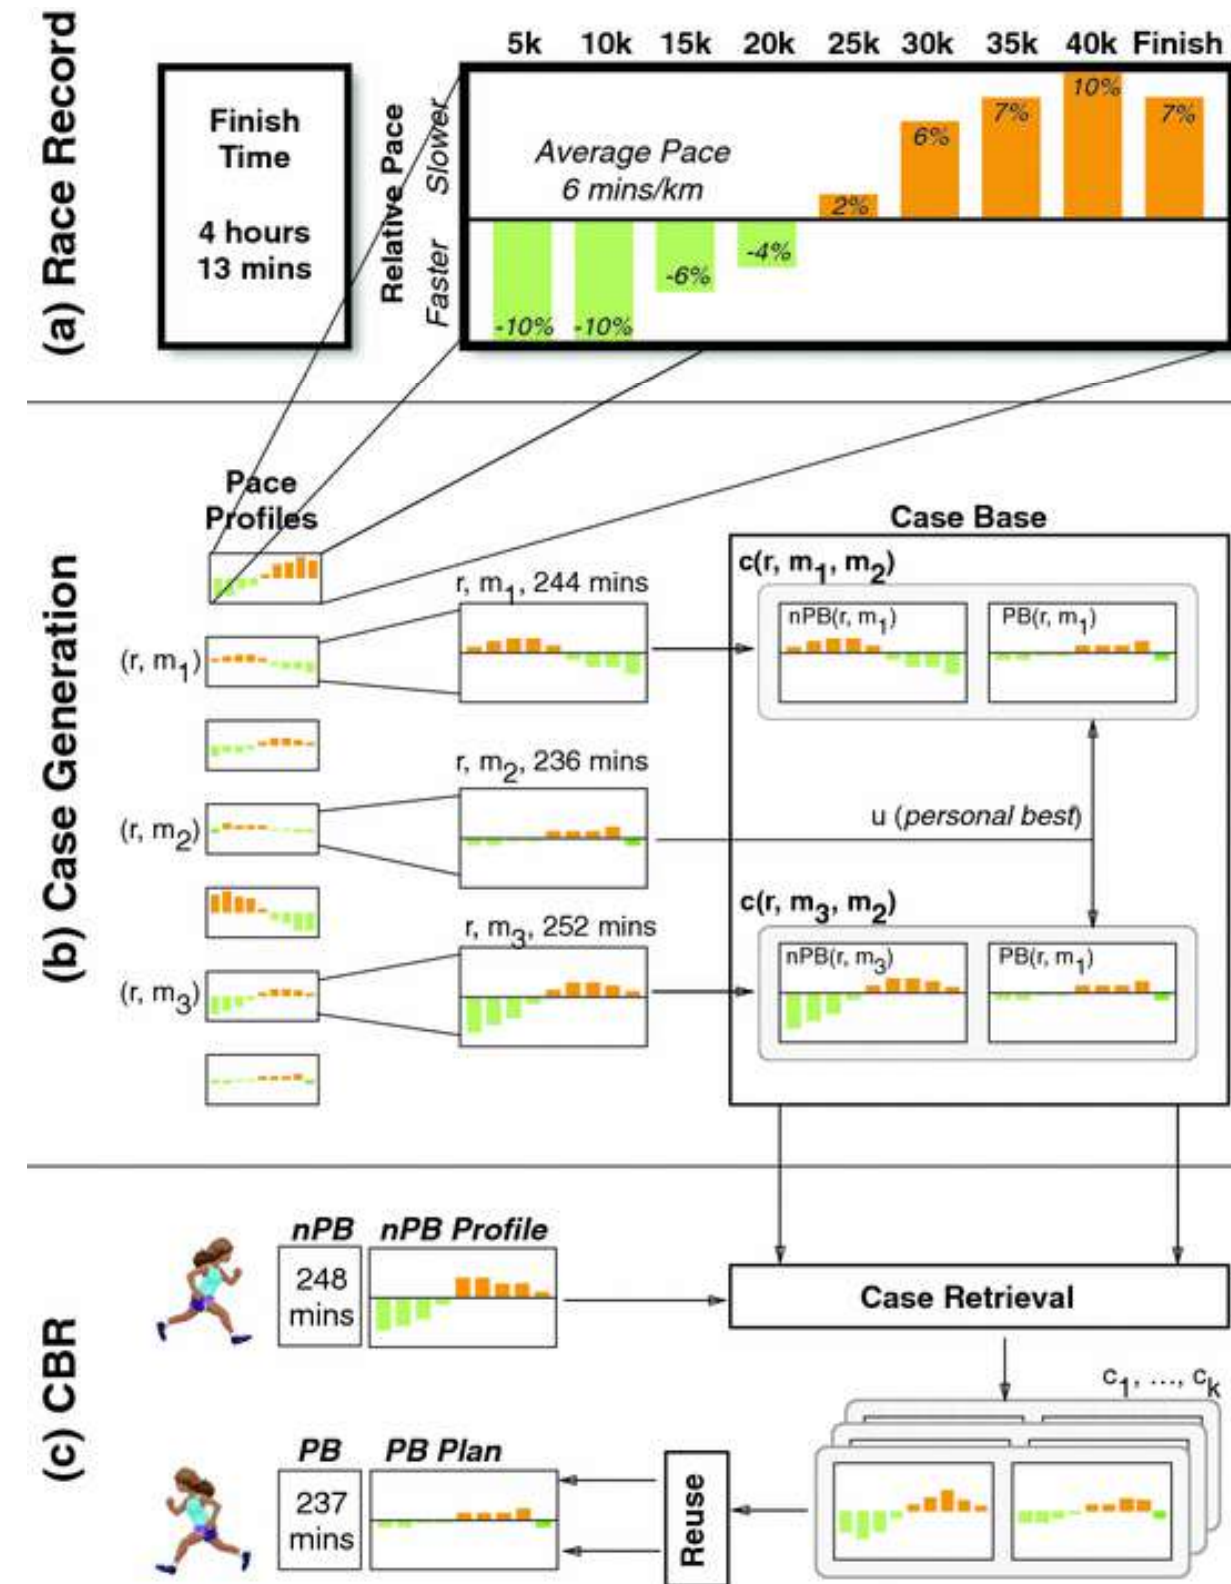 (a) Race Record
Finish
Time
4 hours
13 mins
Relative Pace
Slower
Faster
5k 10k 15k 20k 25k 30k 35k 40k Finish
Average Pace
6 mins/km
-10% -10% -6% -4% 2% 6% 7% 10% 7%
(b) Case Generation
Pace
Profiles
(r, m1)
(r, m2)
(r, m3)
r, m1, 244 mins
r, m2, 236 mins
r, m3, 252 mins
Case Base
c(r, m1, m2)
nPB(r, m1) PB(r, m1)
u (personal best)
c(r, m3, m2)
nPB(r, m3) PB(r, m1)
(c) CBR
nPB nPB Profile
248
mins
Case Retrieval
c1, ..., ck
PB PB Plan
237
mins
Reuse